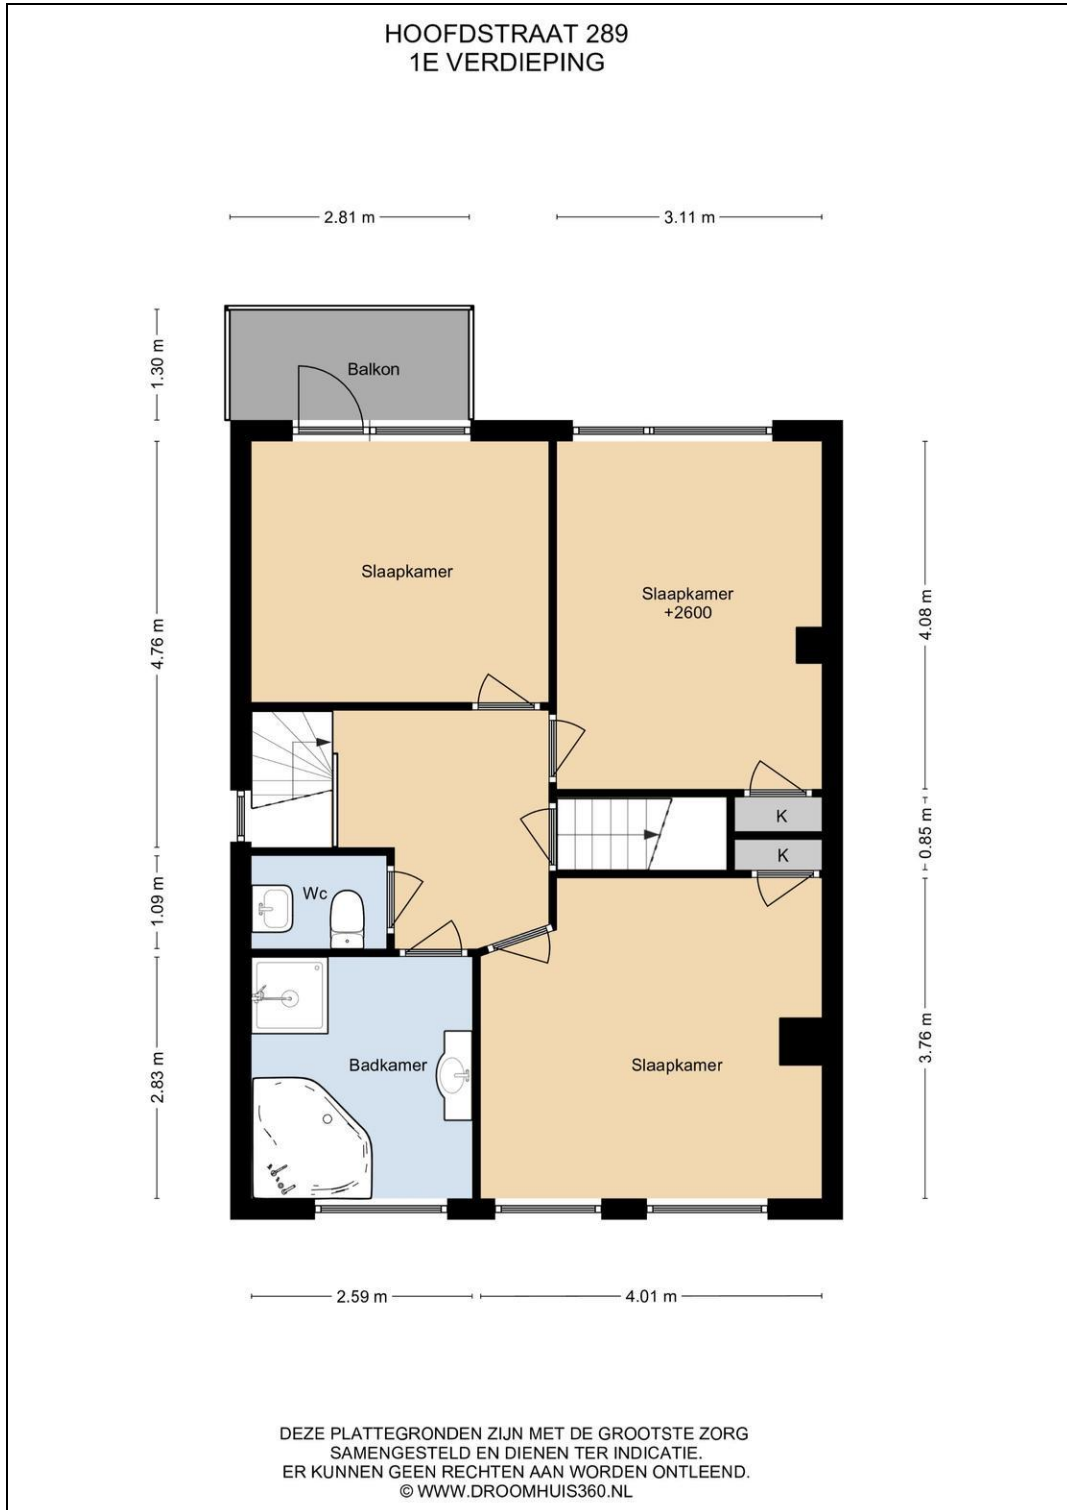 HOOFDSTRAAT 289
1E VERDIEPING
2.81 m
3.11 m
1.30 m
Balkon
4.76 m
Slaapkamer
Slaapkamer
+2600
4.08 m
K
0.85 m
K
1.09 m
Wc
2.83 m
Badkamer
Slaapkamer
3.76 m
2.59 m
4.01 m
DEZE PLATTEGRONDEN ZIJN MET DE GROOTSTE ZORG
SAMENGESTELD EN DIENEN TER INDICATIE.
ER KUNNEN GEEN RECHTEN AAN WORDEN ONTLEEND.
© WWW.DROOMHUIS360.NL